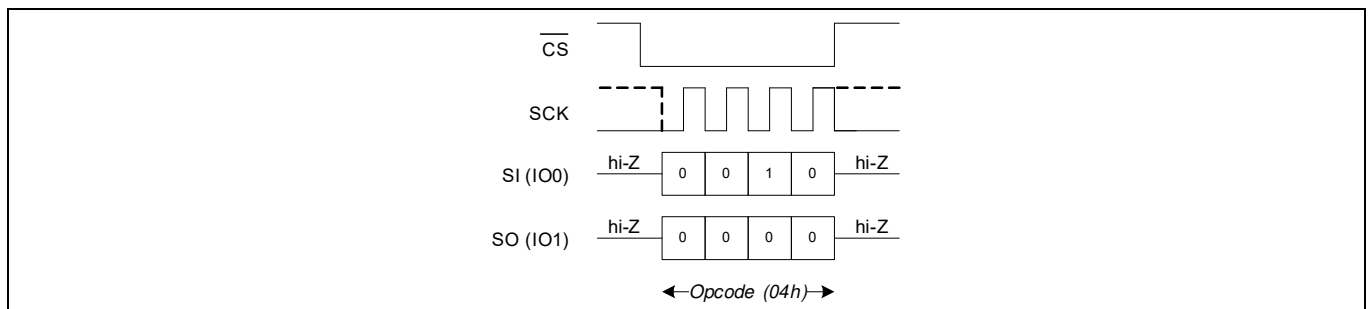 CS
SCK
SI (IO0) hi-Z 0 0 1 0 hi-Z
SO (IO1) hi-Z 0 0 0 0 hi-Z
Opcode (04h)